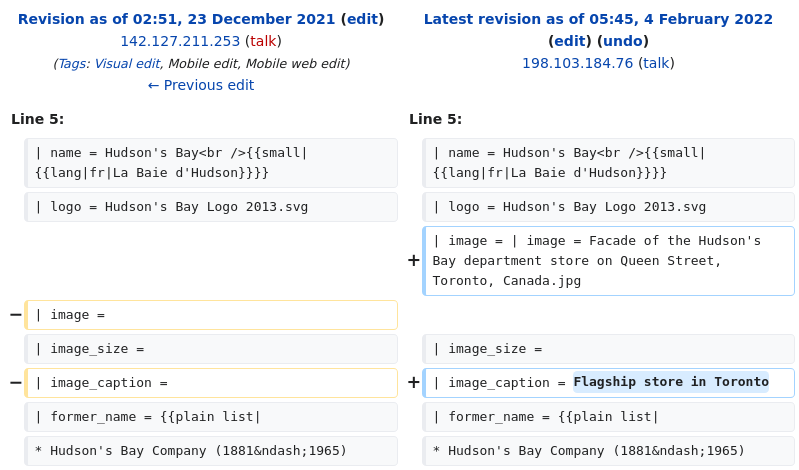 Revision as of 02:51, 23 December 2021 (edit)
142.127.211.253 (talk)
(Tags: Visual edit, Mobile edit, Mobile web edit)
← Previous edit
Latest revision as of 05:45, 4 February 2022
(edit) (undo)
198.103.184.76 (talk)
Line 5:
Line 5:
| name = Hudson's Bay<br />{{small|
{{lang|fr|La Baie d'Hudson}}}}
| name = Hudson's Bay<br />{{small|
{{lang|fr|La Baie d'Hudson}}}}
| logo = Hudson's Bay Logo 2013.svg
| logo = Hudson's Bay Logo 2013.svg
+
| image = | image = Facade of the Hudson's
Bay department store on Queen Street,
Toronto, Canada.jpg
−
| image =
| image_size =
| image_size =
−
| image_caption =
+
| image_caption = Flagship store in Toronto
| former_name = {{plain list|
| former_name = {{plain list|
* Hudson's Bay Company (1881&ndash;1965)
* Hudson's Bay Company (1881&ndash;1965)